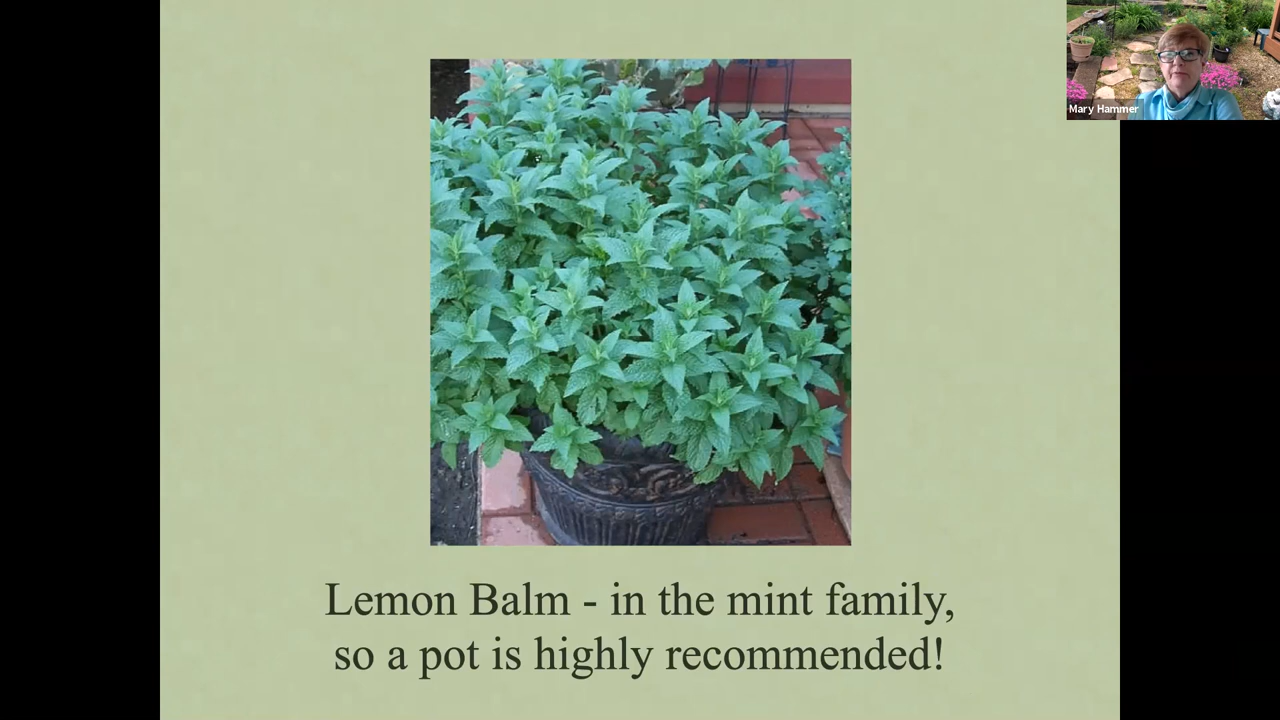 Mary Hammer
Lemon Balm - in the mint family,
so a pot is highly recommended!